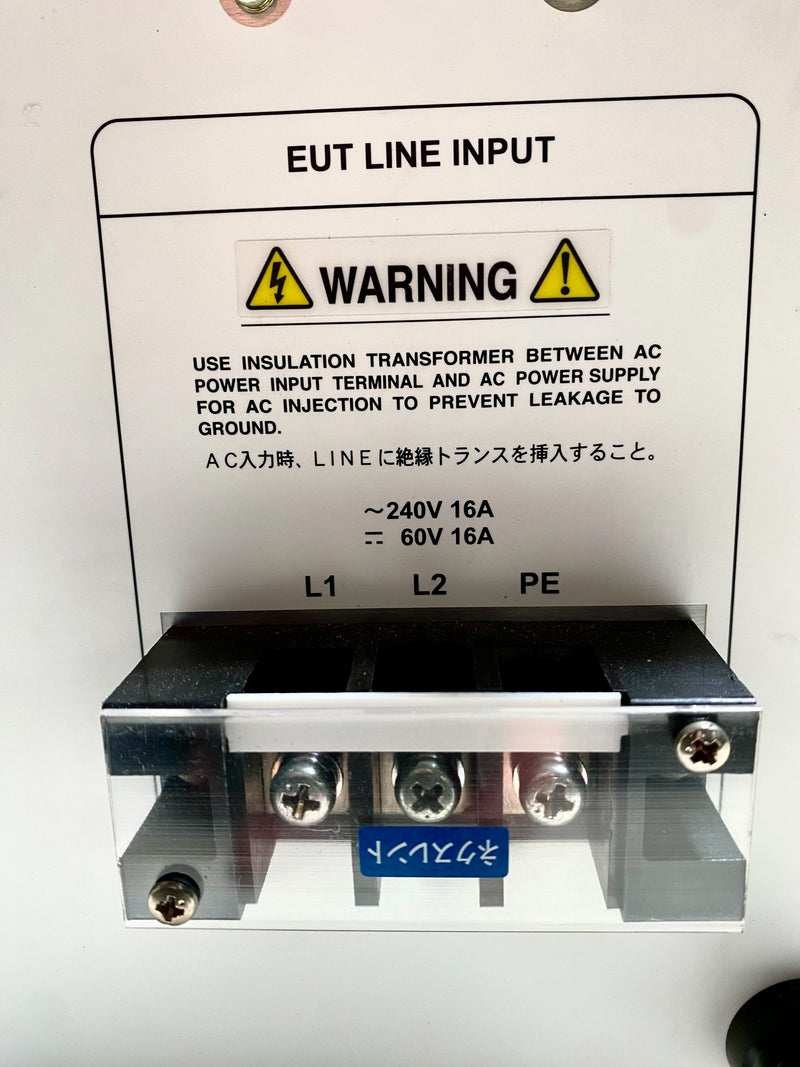 EUT LINE INPUT
WARNING
USE INSULATION TRANSFORMER BETWEEN AC
POWER INPUT TERMINAL AND AC POWER SUPPLY
FOR AC INJECTION TO PREVENT LEAKAGE TO
GROUND.
AC入力時、LINEに絶縁トランスを挿入すること。
～240V 16A
⎓ 60V 16A
L1 L2 PE
ネクスレント